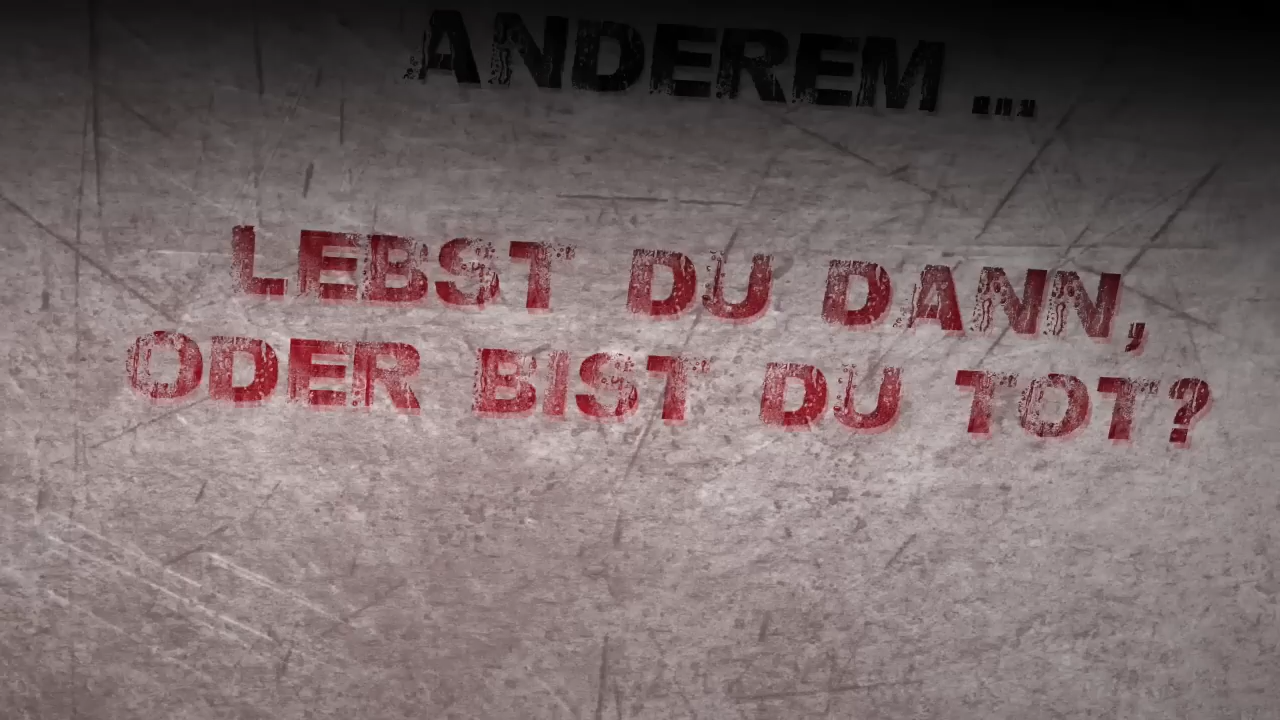 ANDEREM ...
LEBST DU DANN,
ODER BIST DU TOT?